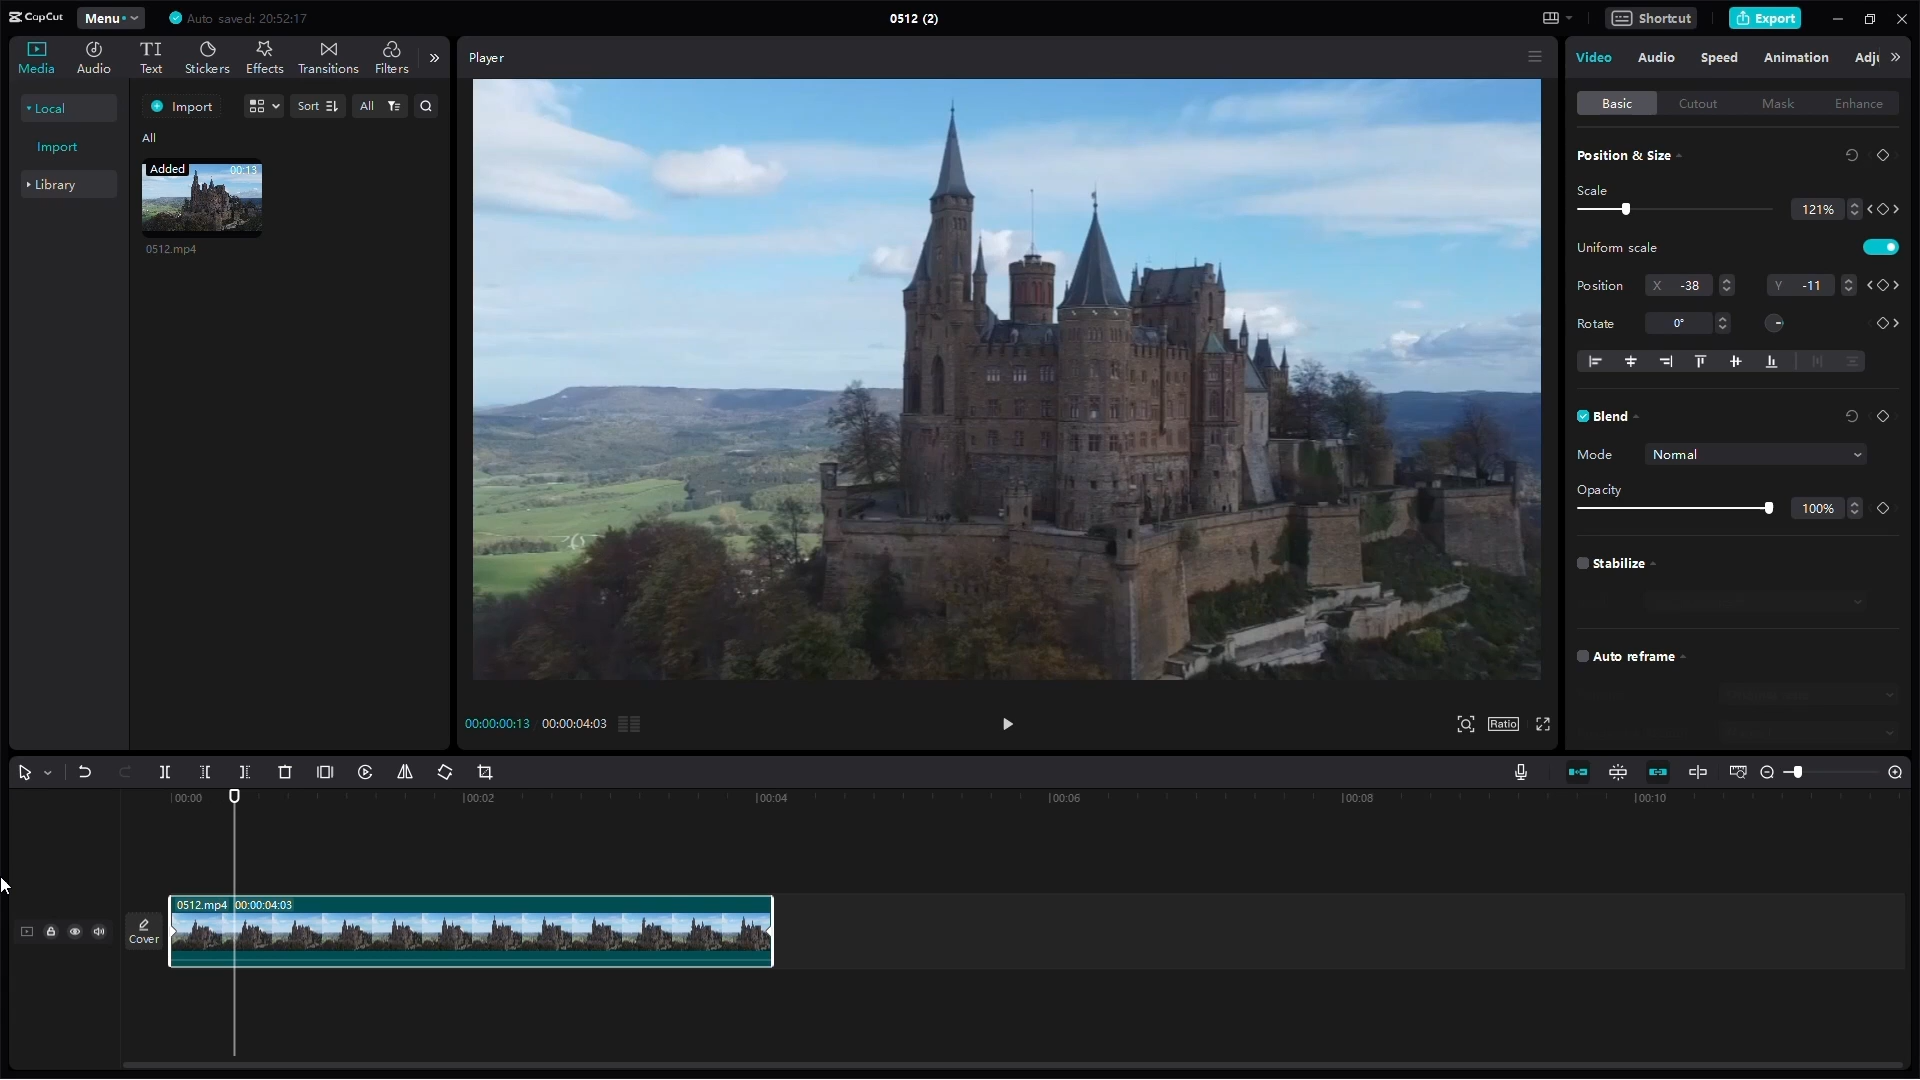 CapCut
Menu
Auto saved: 20:52:17
0512 (2)
Shortcut
Export
Media
Audio
Text
Stickers
Effects
Transitions
Filters
Player
Video
Audio
Speed
Animation
Adju
Local
Import
Library
Import
Sort
All
All
Added
00:13
0512.mp4
Basic
Cutout
Mask
Enhance
Position & Size
Scale
121%
Uniform scale
Position
X -38
Y -11
Rotate
0°
Blend
Mode
Normal
Opacity
100%
Stabilize
Auto reframe
00:00:00:13
00:00:04:03
Ratio
00:00
00:02
00:04
00:06
00:08
00:10
0512.mp4 00:00:04:03
Cover